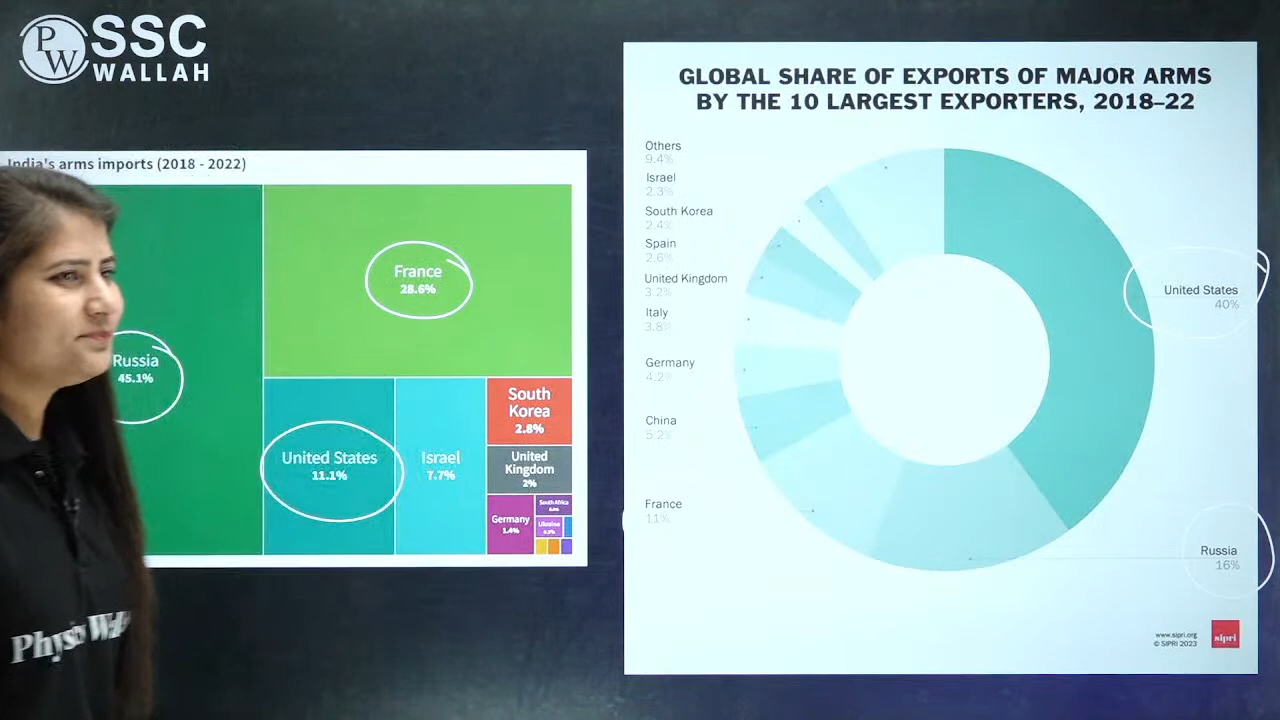 PW
SSC
WALLAH
India's arms imports (2018 - 2022)
Russia
45.1%
France
28.6%
United States
11.1%
Israel
7.7%
South
Korea
2.8%
United
Kingdom
2%
Germany
1.4%
South Africa
Ukraine
Physics Wal
GLOBAL SHARE OF EXPORTS OF MAJOR ARMS
BY THE 10 LARGEST EXPORTERS, 2018–22
Others
9.4%
Israel
2.3%
South Korea
2.4%
Spain
2.6%
United Kingdom
3.2%
Italy
3.8%
Germany
4.2%
China
5.2%
France
11%
United States
40%
Russia
16%
www.sipri.org
© SIPRI 2023
sipri